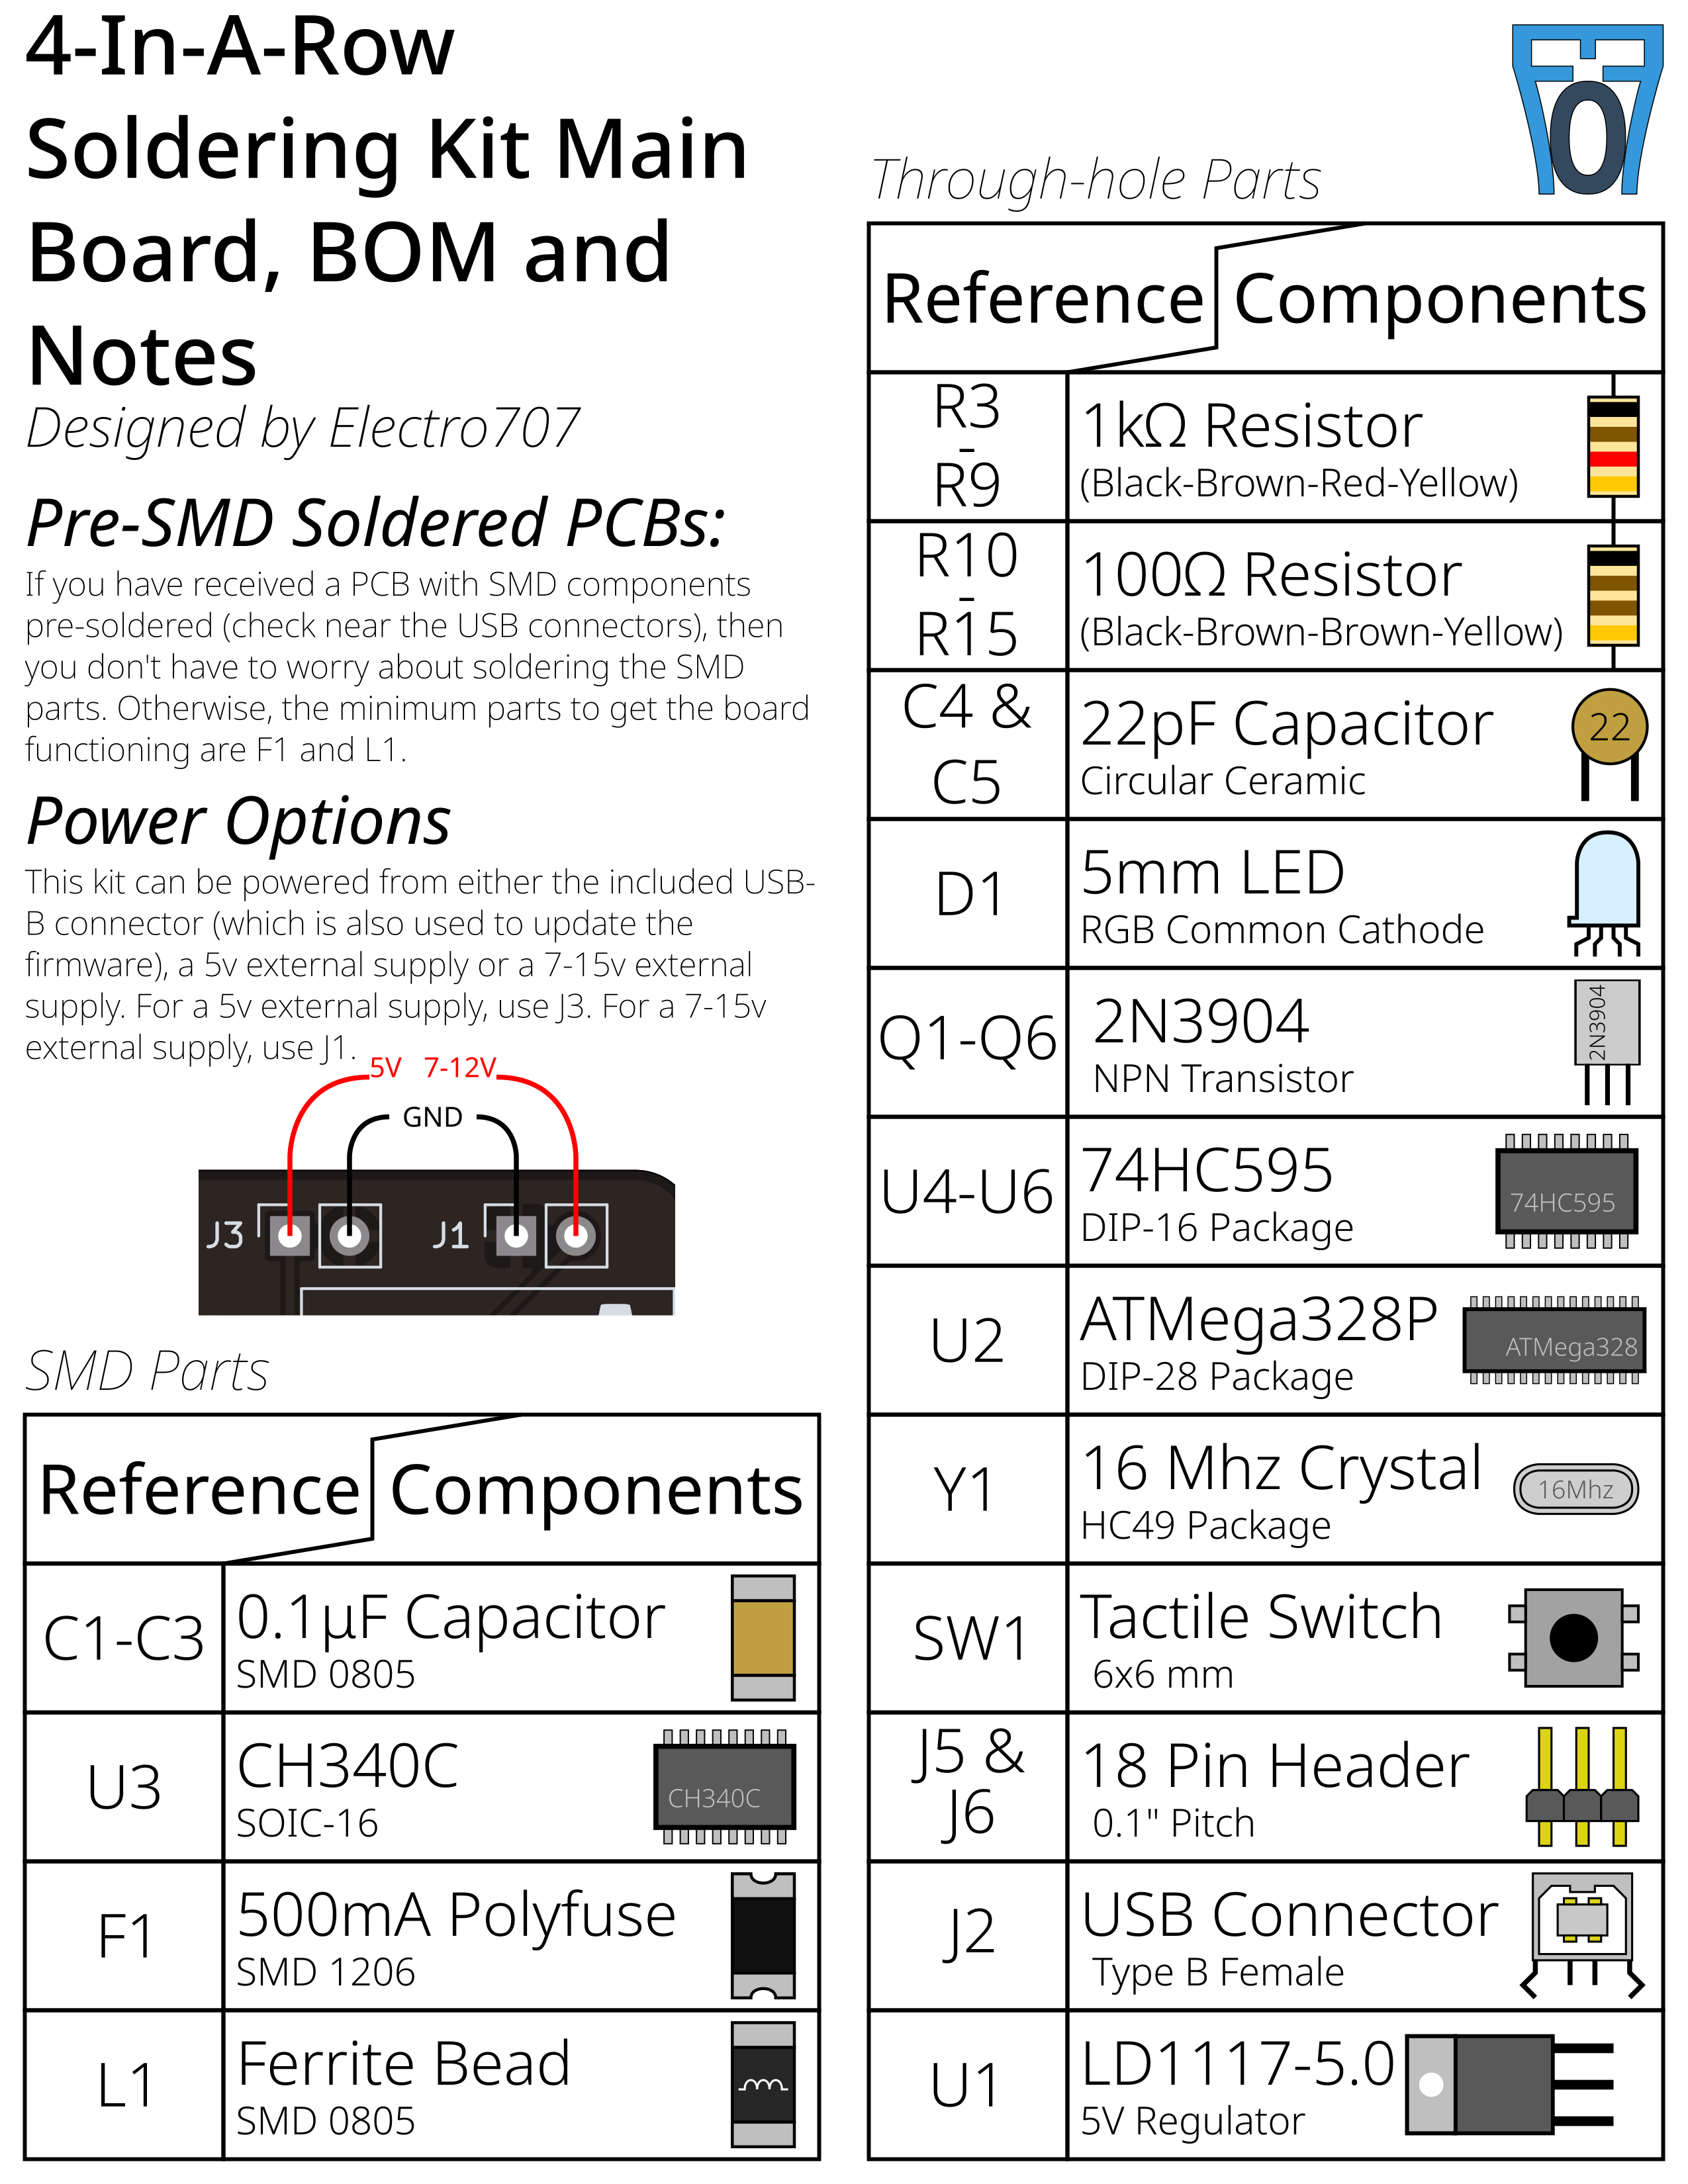 4-In-A-Row
Soldering Kit Main
Board, BOM and
Notes
Designed by Electro707
Pre-SMD Soldered PCBs:
If you have received a PCB with SMD components
pre-soldered (check near the USB connectors), then
you don't have to worry about soldering the SMD
parts. Otherwise, the minimum parts to get the board
functioning are F1 and L1.
Power Options
This kit can be powered from either the included USB-
B connector (which is also used to update the
firmware), a 5v external supply or a 7-15v external
supply. For a 5v external supply, use J3. For a 7-15v
external supply, use J1.
5V 7-12V
GND
J3 J1
SMD Parts
Reference Components
C1-C3
0.1µF Capacitor
SMD 0805
U3
CH340C
SOIC-16
CH340C
F1
500mA Polyfuse
SMD 1206
L1
Ferrite Bead
SMD 0805
707
Through-hole Parts
Reference Components
R3
-
R9
1kΩ Resistor
(Black-Brown-Red-Yellow)
R10
-
R15
100Ω Resistor
(Black-Brown-Brown-Yellow)
C4 &
C5
22pF Capacitor
Circular Ceramic
22
D1
5mm LED
RGB Common Cathode
Q1-Q6
2N3904
NPN Transistor
2N3904
U4-U6
74HC595
DIP-16 Package
74HC595
U2
ATMega328P
DIP-28 Package
ATMega328
Y1
16 Mhz Crystal
HC49 Package
16Mhz
SW1
Tactile Switch
6x6 mm
J5 &
J6
18 Pin Header
0.1" Pitch
J2
USB Connector
Type B Female
U1
LD1117-5.0
5V Regulator